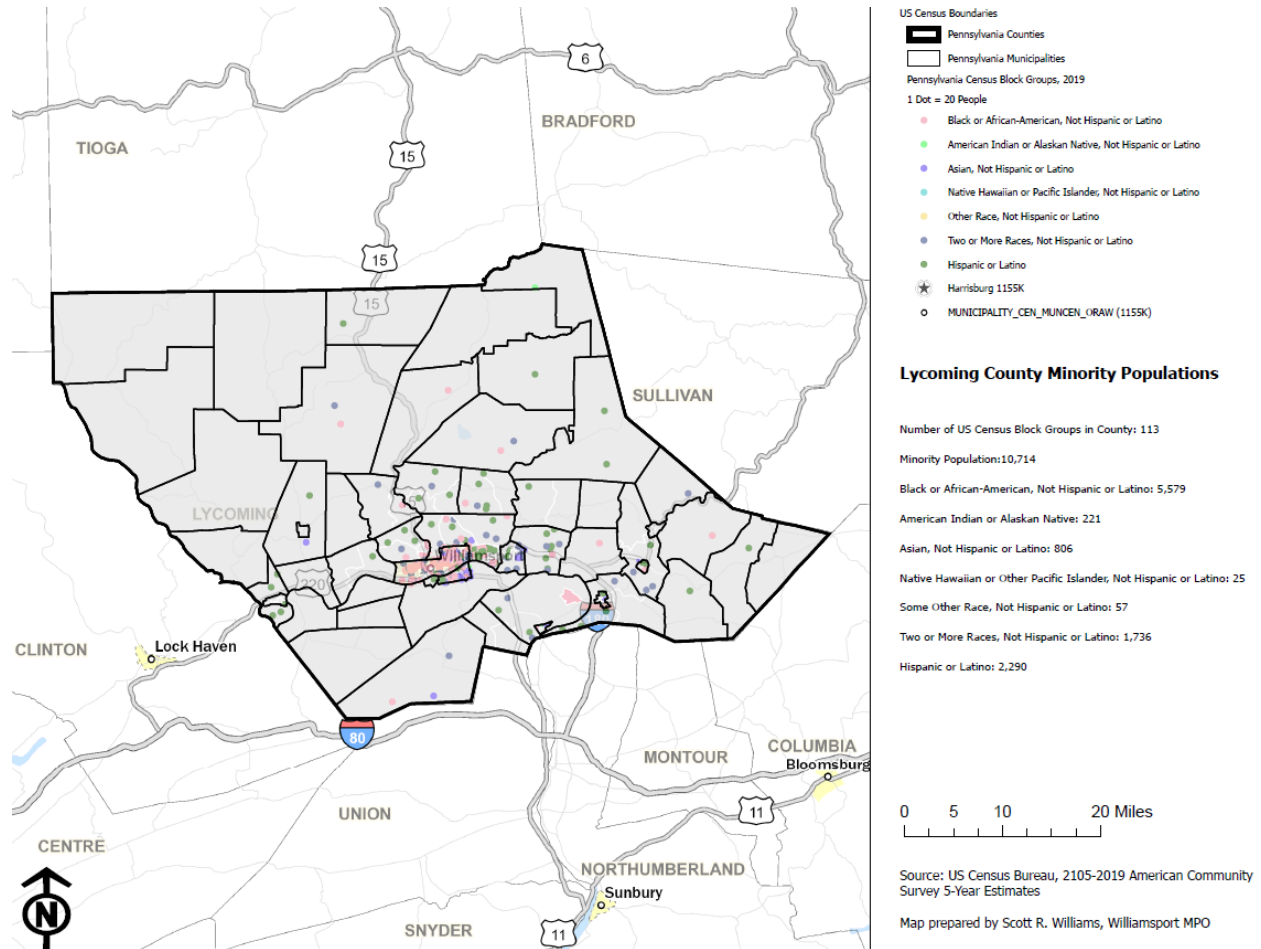 US Census Boundaries
Pennsylvania Counties
Pennsylvania Municipalities
Pennsylvania Census Block Groups, 2019
1 Dot = 20 People
Black or African-American, Not Hispanic or Latino
American Indian or Alaskan Native, Not Hispanic or Latino
Asian, Not Hispanic or Latino
Native Hawaiian or Pacific Islander, Not Hispanic or Latino
Other Race, Not Hispanic or Latino
Two or More Races, Not Hispanic or Latino
Hispanic or Latino
Harrisburg 1155K
MUNICIPALITY_CEN_MUNCEN_ORAW (1155K)
Lycoming County Minority Populations
Number of US Census Block Groups in County: 113
Minority Population:10,714
Black or African-American, Not Hispanic or Latino: 5,579
American Indian or Alaskan Native: 221
Asian, Not Hispanic or Latino: 806
Native Hawaiian or Other Pacific Islander, Not Hispanic or Latino: 25
Some Other Race, Not Hispanic or Latino: 57
Two or More Races, Not Hispanic or Latino: 1,736
Hispanic or Latino: 2,290
0 5 10 20 Miles
Source: US Census Bureau, 2105-2019 American Community
Survey 5-Year Estimates
Map prepared by Scott R. Williams, Williamsport MPO
6
BRADFORD
TIOGA
15
15
15
SULLIVAN
LYCOMING
Williamsport
220
CLINTON
Lock Haven
80
MONTOUR
COLUMBIA
Bloomsburg
UNION
11
CENTRE
NORTHUMBERLAND
Sunbury
SNYDER
11
N